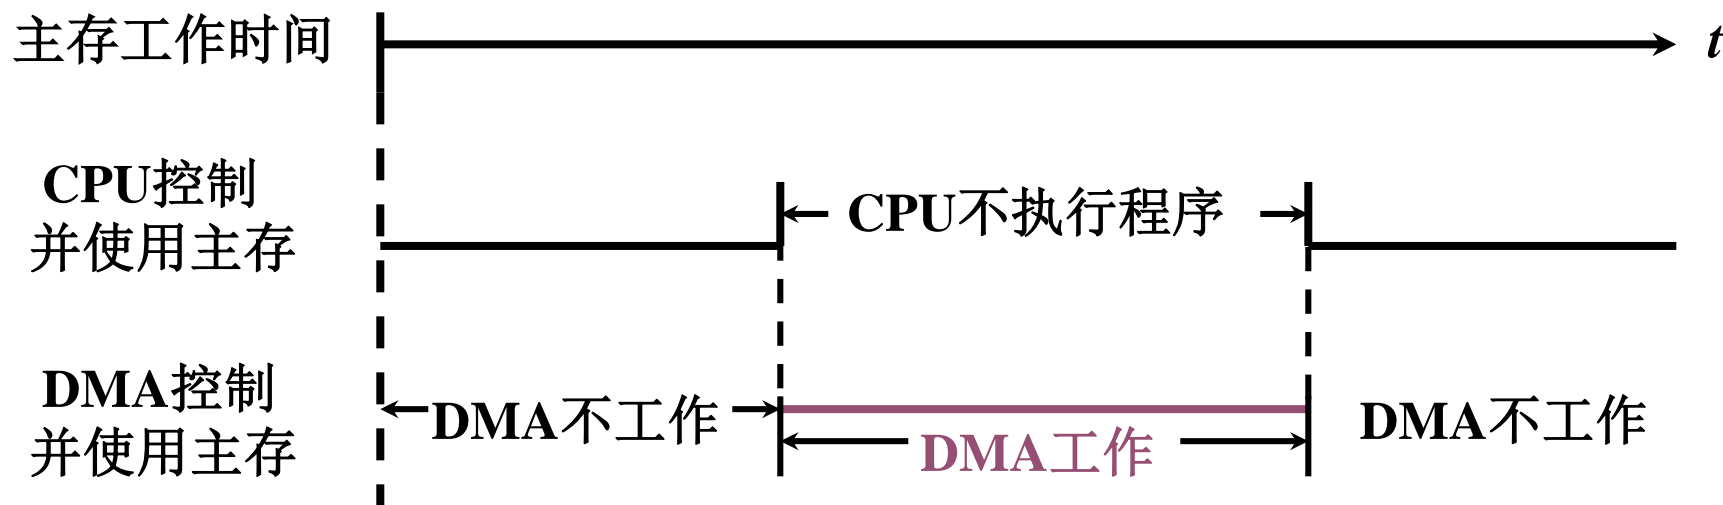 主存工作时间
t
CPU控制
并使用主存
CPU不执行程序
DMA控制
并使用主存
DMA不工作
DMA工作
DMA不工作